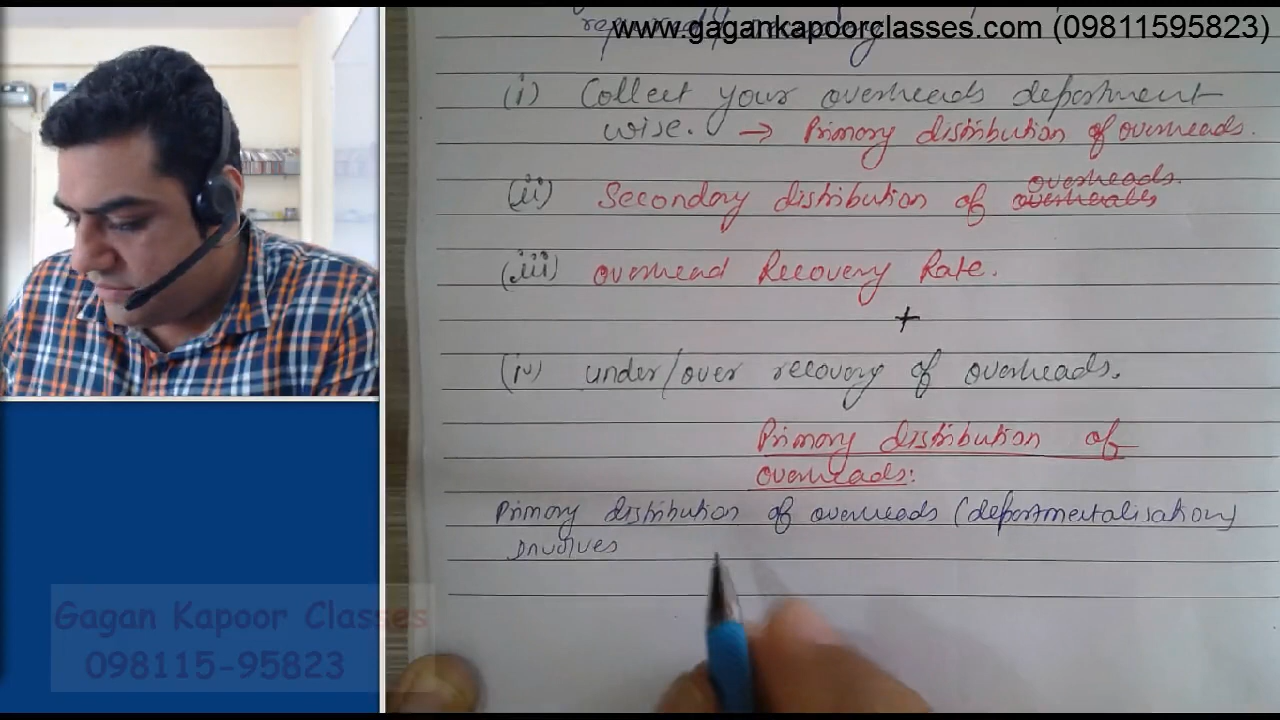 www.gagankapoorclasses.com (09811595823)
(i) Collect your overheads department
wise. → Primary distribution of overheads.
overheads.
(ii) Secondary distribution of
(iii) overhead Recovery Rate.
+
(iv) under/over recovery of overheads.
Primary distribution of
overheads:
Primary distribution of overheads (departmentalisation)
Involves
Gagan Kapoor Classes
098115-95823